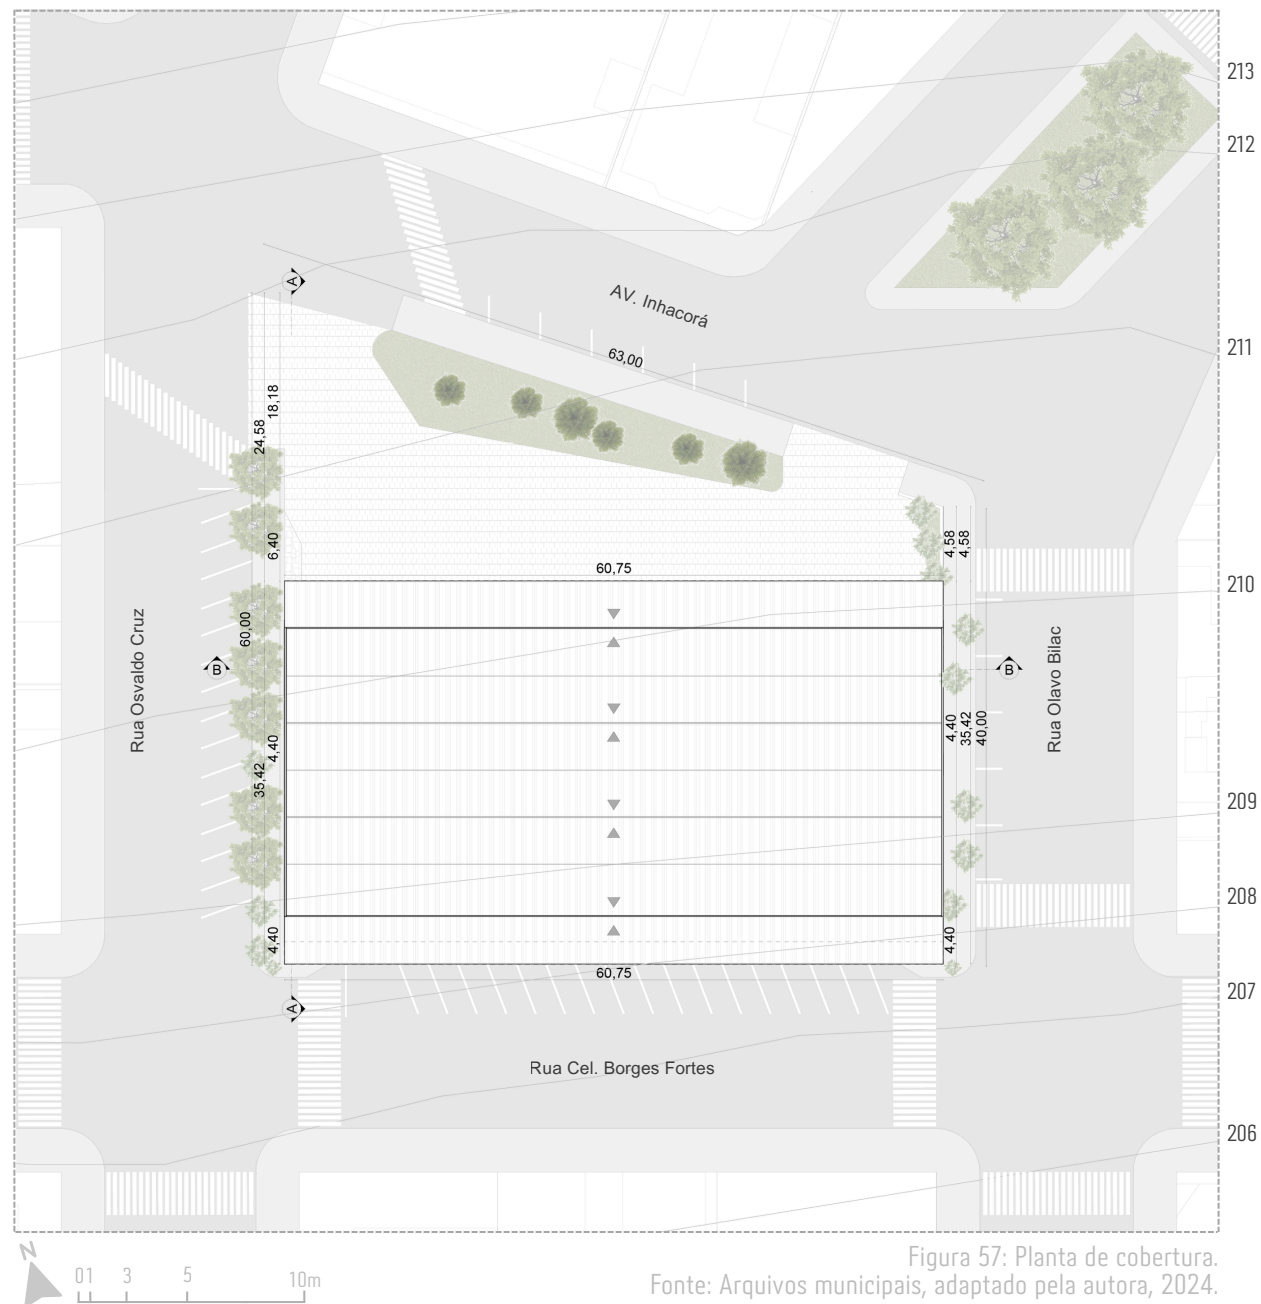 213
212
A
AV. Inhacorá
211
63,00
18,18
24,58
6,40
4,58
4,58
60,75
210
60,00
Rua Osvaldo Cruz
B
B
Rua Olavo Bilac
4,40
35,42
4,40
35,42
40,00
209
208
4,40
4,40
60,75
207
A
Rua Cel. Borges Fortes
206
N
01 3 5 10m
Figura 57: Planta de cobertura.
Fonte: Arquivos municipais, adaptado pela autora, 2024.